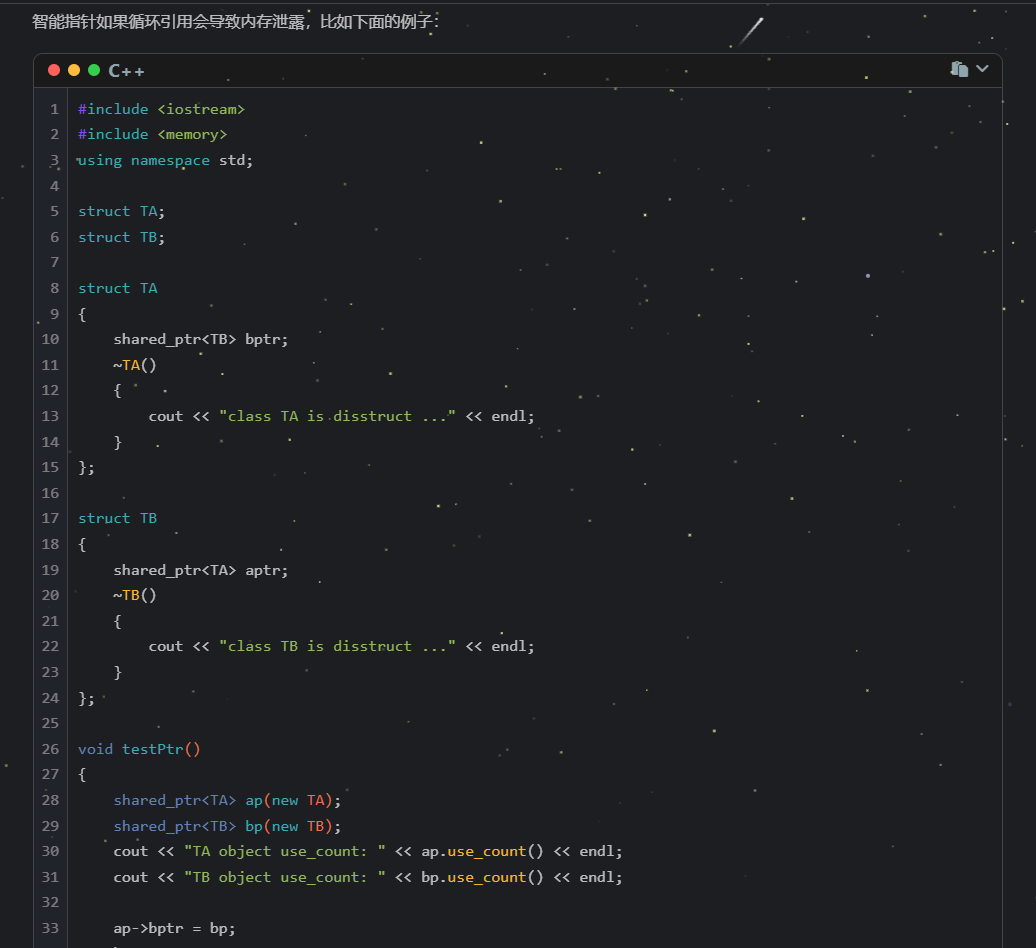 智能指针如果循环引用会导致内存泄露，比如下面的例子：
C++
1 #include <iostream>
2 #include <memory>
3 using namespace std;
4
5 struct TA;
6 struct TB;
7
8 struct TA
9 {
10     shared_ptr<TB> bptr;
11     ~TA()
12     {
13         cout << "class TA is disstruct ..." << endl;
14     }
15 };
16
17 struct TB
18 {
19     shared_ptr<TA> aptr;
20     ~TB()
21     {
22         cout << "class TB is disstruct ..." << endl;
23     }
24 };
25
26 void testPtr()
27 {
28     shared_ptr<TA> ap(new TA);
29     shared_ptr<TB> bp(new TB);
30     cout << "TA object use_count: " << ap.use_count() << endl;
31     cout << "TB object use_count: " << bp.use_count() << endl;
32
33     ap->bptr = bp;